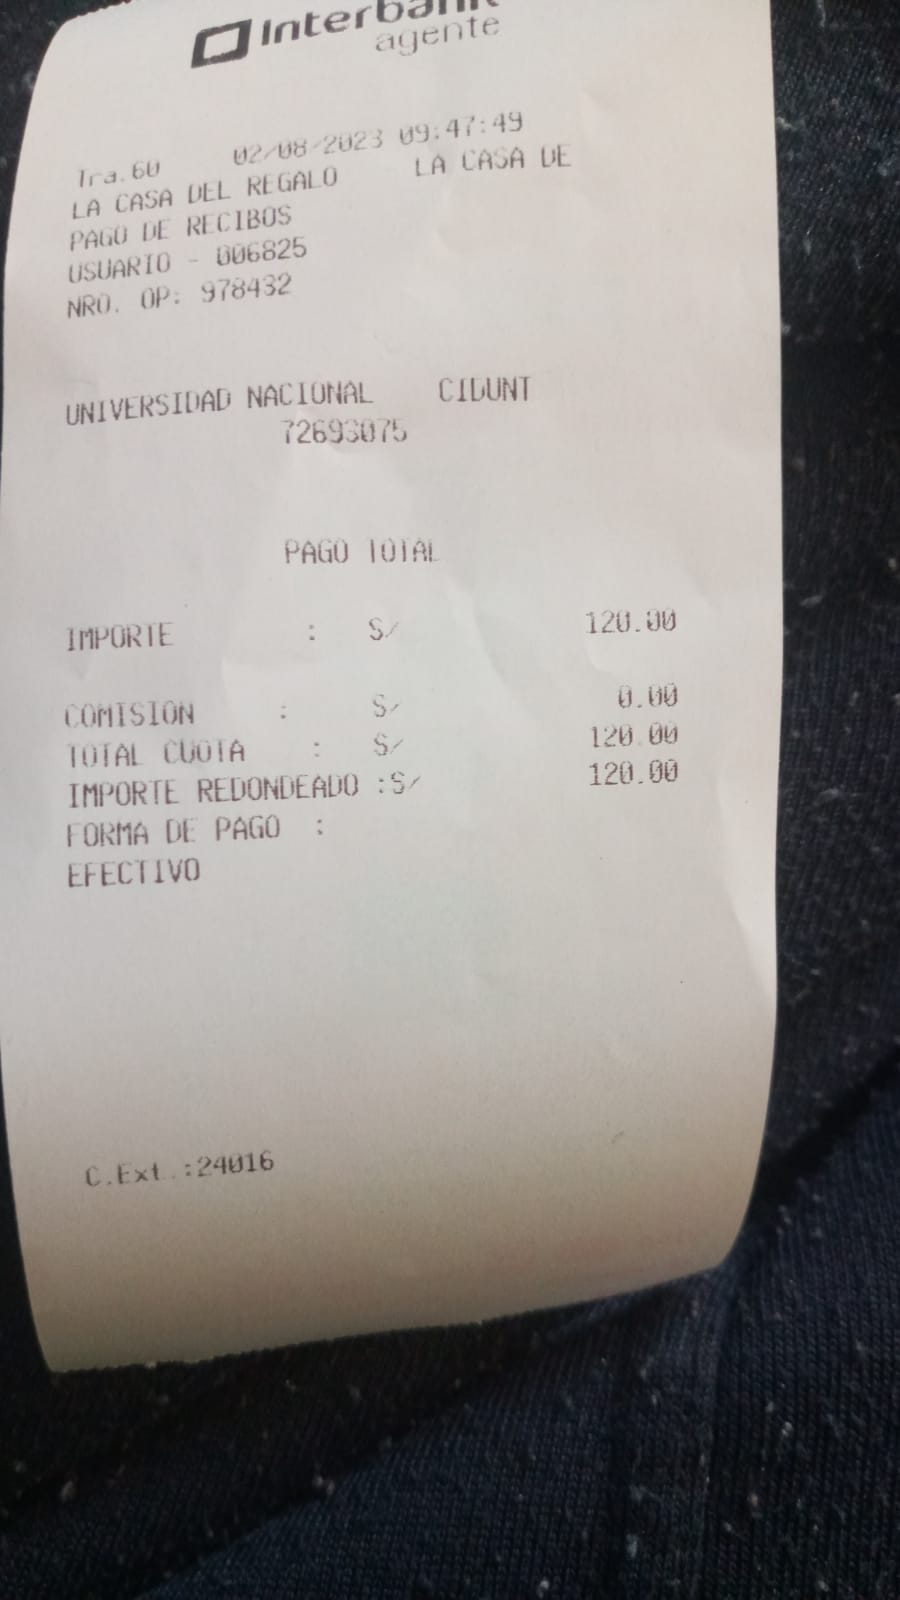 Interbank
agente
Tra.60 02/08/2023 09:47:49
LA CASA DEL REGALO LA CASA DE
PAGO DE RECIBOS
USUARIO - 006825
NRO. OP: 978432
UNIVERSIDAD NACIONAL CIDUNT
72693075
PAGO TOTAL
IMPORTE : S/ 120.00
COMISION : S/ 0.00
TOTAL CUOTA : S/ 120.00
IMPORTE REDONDEADO :S/ 120.00
FORMA DE PAGO :
EFECTIVO
C.Ext.:24016